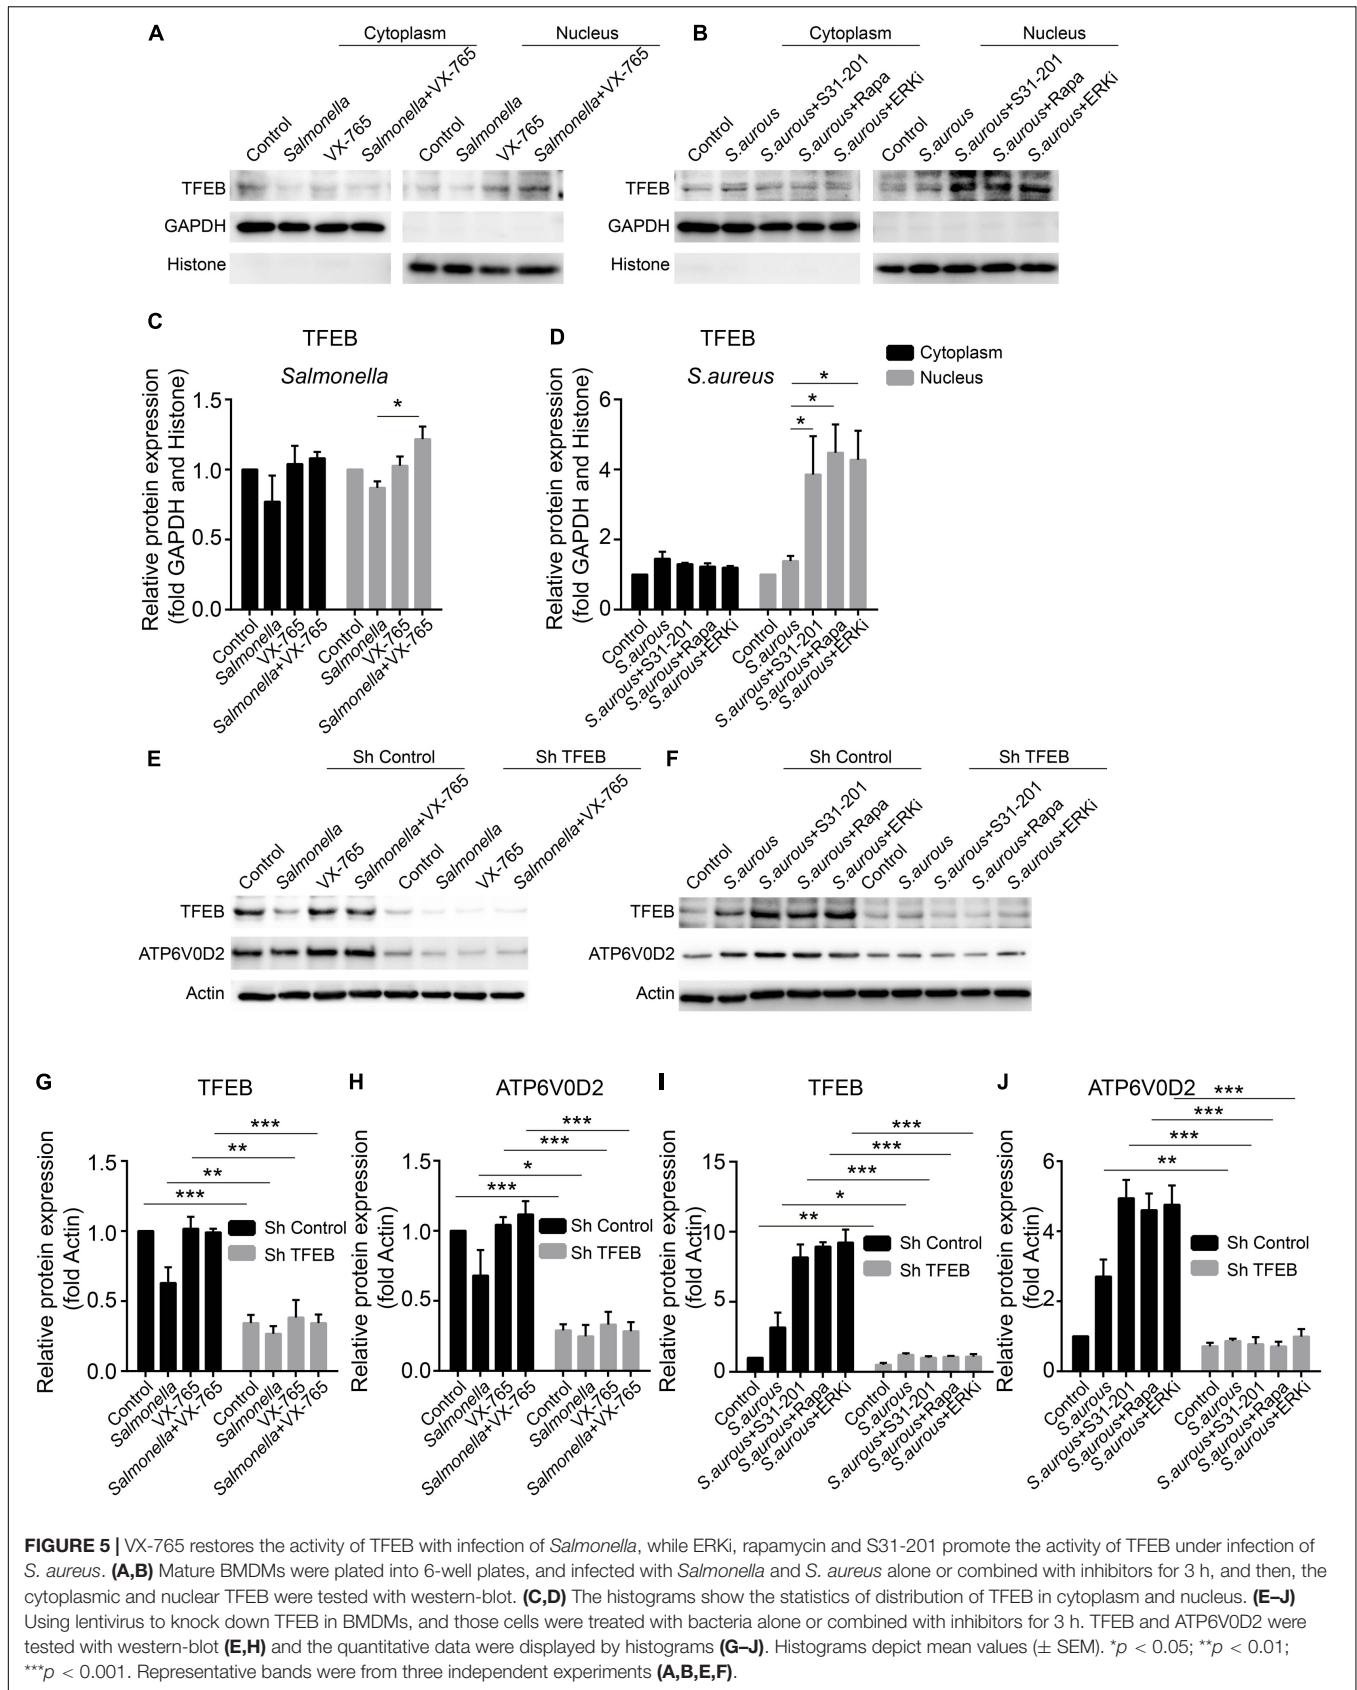 A
Cytoplasm
Nucleus
Control
Salmonella
VX-765
Salmonella+VX-765
Control
Salmonella
VX-765
Salmonella+VX-765
TFEB
GAPDH
Histone
B
Cytoplasm
Nucleus
Control
S.aurous
S.aurous+S31-201
S.aurous+Rapa
S.aurous+ERKi
Control
S.aurous
S.aurous+S31-201
S.aurous+Rapa
S.aurous+ERKi
TFEB
GAPDH
Histone
C
TFEB
Salmonella
Relative protein expression
(fold GAPDH and Histone)
1.5
1.0
0.5
0.0
*
Control
Salmonella
VX-765
Salmonella+VX-765
Control
Salmonella
VX-765
Salmonella+VX-765
D
TFEB
S.aureus
Relative protein expression
(fold GAPDH and Histone)
6
4
2
0
*
*
*
Cytoplasm
Nucleus
Control
S.aurous
S.aurous+S31-201
S.aurous+Rapa
S.aurous+ERKi
Control
S.aurous
S.aurous+S31-201
S.aurous+Rapa
S.aurous+ERKi
E
Sh Control
Sh TFEB
Control
Salmonella
VX-765
Salmonella+VX-765
Control
Salmonella
VX-765
Salmonella+VX-765
TFEB
ATP6V0D2
Actin
F
Sh Control
Sh TFEB
Control
S.aurous
S.aurous+S31-201
S.aurous+Rapa
S.aurous+ERKi
Control
S.aurous
S.aurous+S31-201
S.aurous+Rapa
S.aurous+ERKi
TFEB
ATP6V0D2
Actin
G
TFEB
Relative protein expression
(fold Actin)
1.5
1.0
0.5
0.0
***
**
**
***
Sh Control
Sh TFEB
Control
Salmonella
VX-765
Salmonella+VX-765
Control
Salmonella
VX-765
Salmonella+VX-765
H
ATP6V0D2
Relative protein expression
(fold Actin)
1.5
1.0
0.5
0.0
***
***
*
***
Sh Control
Sh TFEB
Control
Salmonella
VX-765
Salmonella+VX-765
Control
Salmonella
VX-765
Salmonella+VX-765
I
TFEB
Relative protein expression
(fold Actin)
15
10
5
0
***
***
***
*
**
Sh Control
Sh TFEB
Control
S.aurous
S.aurous+S31-201
S.aurous+Rapa
S.aurous+ERKi
Control
S.aurous
S.aurous+S31-201
S.aurous+Rapa
S.aurous+ERKi
J
ATP6V0D2
Relative protein expression
(fold Actin)
6
4
2
0
***
***
***
**
Sh Control
Sh TFEB
Control
S.aurous
S.aurous+S31-201
S.aurous+Rapa
S.aurous+ERKi
Control
S.aurous
S.aurous+S31-201
S.aurous+Rapa
S.aurous+ERKi
FIGURE 5 | VX-765 restores the activity of TFEB with infection of Salmonella, while ERKi, rapamycin and S31-201 promote the activity of TFEB under infection of
S. aureus. (A,B) Mature BMDMs were plated into 6-well plates, and infected with Salmonella and S. aureus alone or combined with inhibitors for 3 h, and then, the
cytoplasmic and nuclear TFEB were tested with western-blot. (C,D) The histograms show the statistics of distribution of TFEB in cytoplasm and nucleus. (E–J)
Using lentivirus to knock down TFEB in BMDMs, and those cells were treated with bacteria alone or combined with inhibitors for 3 h. TFEB and ATP6V0D2 were
tested with western-blot (E,H) and the quantitative data were displayed by histograms (G–J). Histograms depict mean values (± SEM). *p < 0.05; **p < 0.01;
***p < 0.001. Representative bands were from three independent experiments (A,B,E,F).